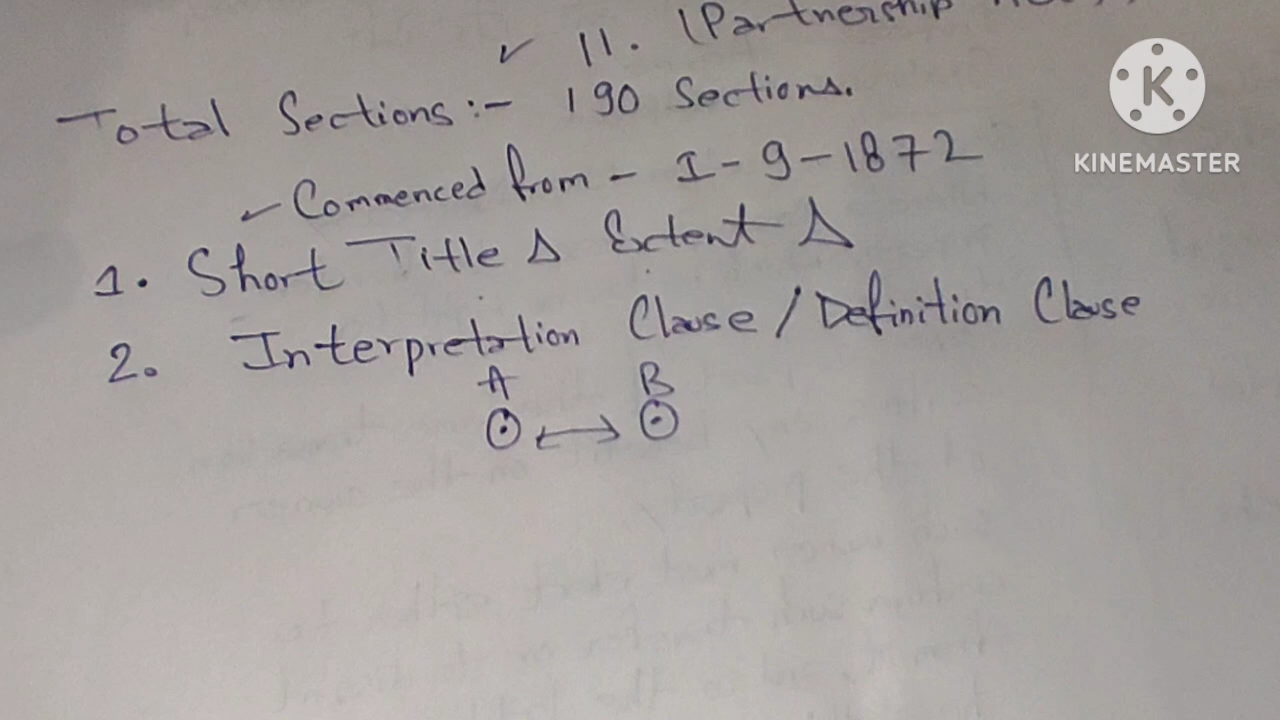 ✓ 11. (Partnership
Total Sections:- 190 Sections.
✓ Commenced from - 1-9-1872
1. Short Title Δ Extent Δ
2. Interpretation Clause / Definition Clause
A B
KINEMASTER